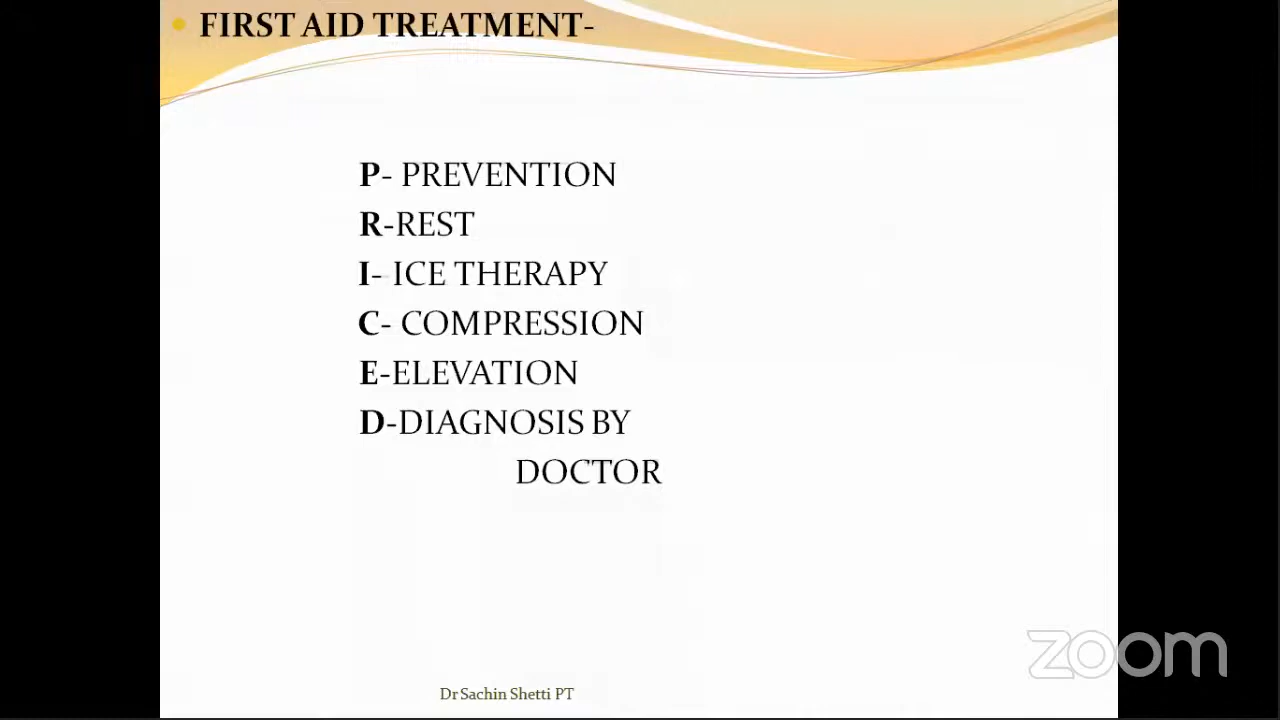 FIRST AID TREATMENT-
P- PREVENTION
R-REST
I- ICE THERAPY
C- COMPRESSION
E-ELEVATION
D-DIAGNOSIS BY
DOCTOR
zoom
Dr Sachin Shetti PT